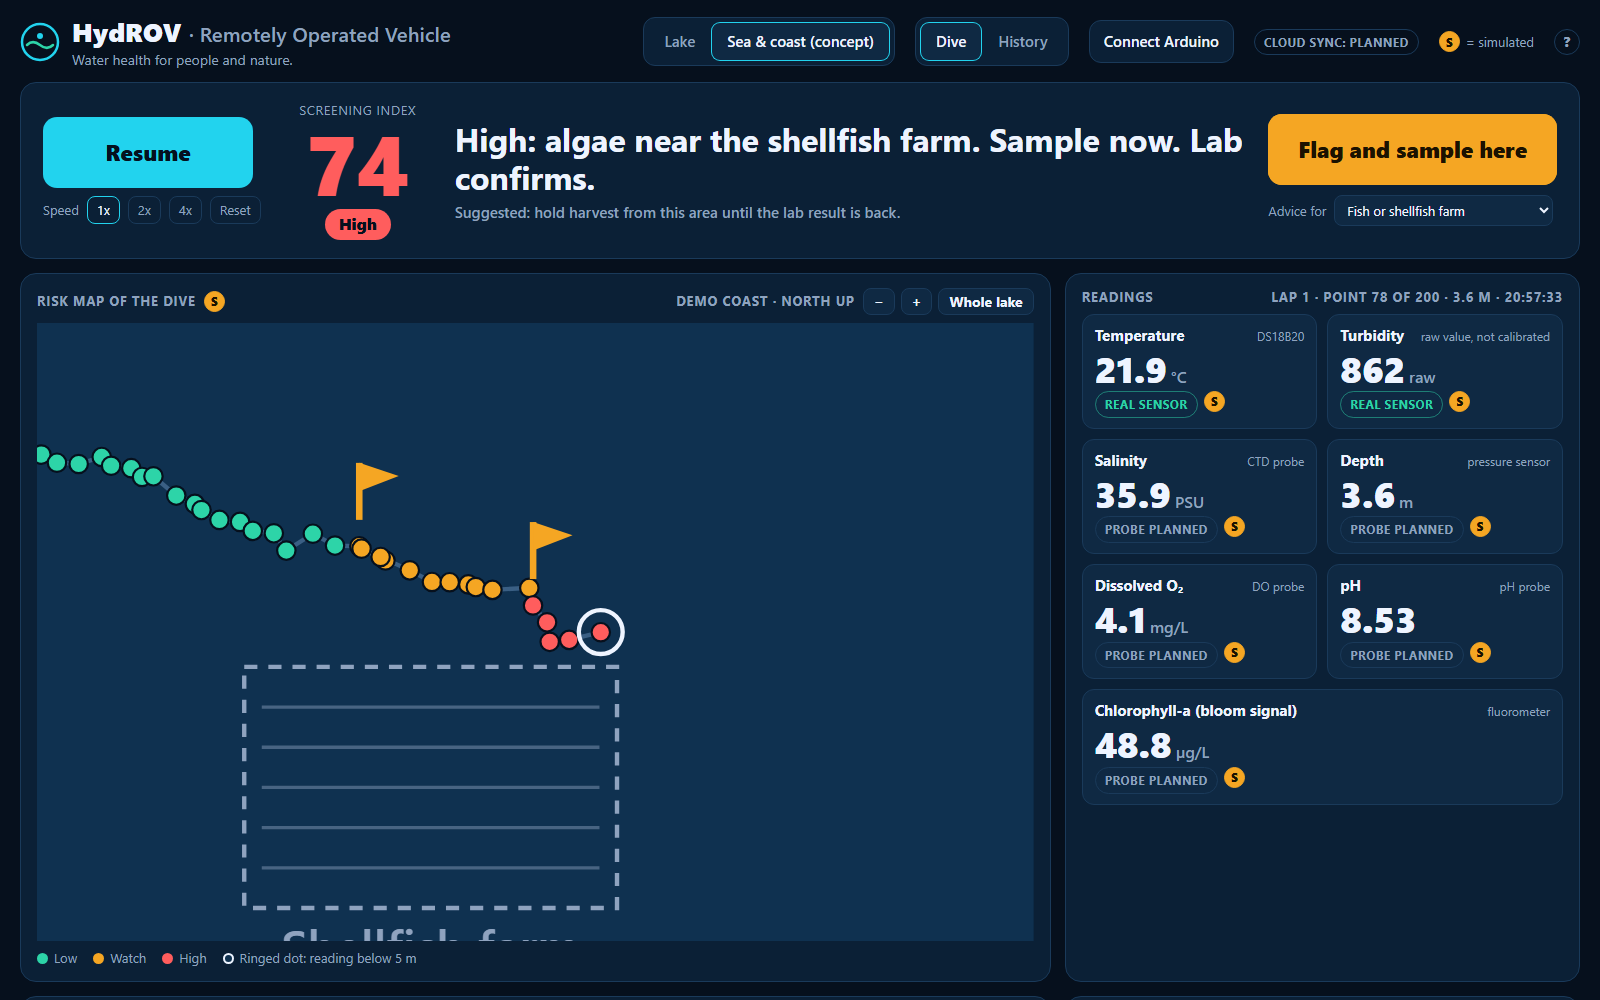 HydROV · Remotely Operated Vehicle
Water health for people and nature.
Lake
Sea & coast (concept)
Dive
History
Connect Arduino
CLOUD SYNC: PLANNED
S = simulated
?
Resume
Speed 1x 2x 4x Reset
SCREENING INDEX
74
High
High: algae near the shellfish farm. Sample now. Lab
confirms.
Suggested: hold harvest from this area until the lab result is back.
Flag and sample here
Advice for Fish or shellfish farm
RISK MAP OF THE DIVE S
DEMO COAST · NORTH UP − + Whole lake
Shellfish farm
Low Watch High Ringed dot: reading below 5 m
READINGS LAP 1 · POINT 78 OF 200 · 3.6 M · 20:57:33
Temperature DS18B20
21.9 °C
REAL SENSOR S
Turbidity raw value, not calibrated
862 raw
REAL SENSOR S
Salinity CTD probe
35.9 PSU
PROBE PLANNED S
Depth pressure sensor
3.6 m
PROBE PLANNED S
Dissolved O₂ DO probe
4.1 mg/L
PROBE PLANNED S
pH pH probe
8.53
PROBE PLANNED S
Chlorophyll-a (bloom signal) fluorometer
48.8 µg/L
PROBE PLANNED S